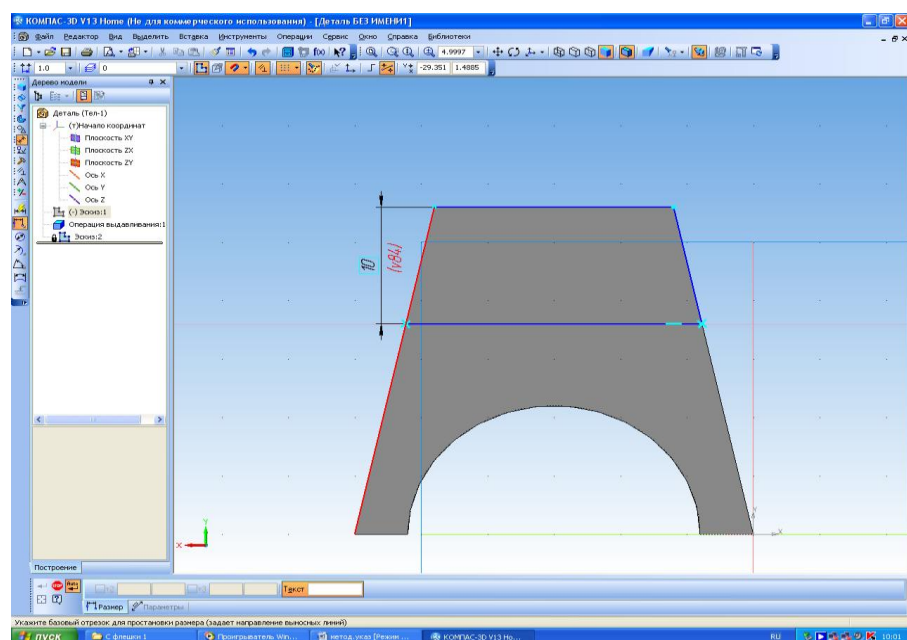 КОМПАС-3D V13 Home (Не для коммерческого использования) - [Деталь БЕЗ ИМЕНИ1]
Файл Редактор Вид Выделить Вставка Инструменты Операции Сервис Окно Справка Библиотеки
4.9997
1.0 0 -29.351 1.4885
Дерево модели
Деталь (Тел-1)
(т)Начало координат
Плоскость XY
Плоскость ZX
Плоскость ZY
Ось X
Ось Y
Ось Z
(-) Эскиз:1
Операция выдавливания:1
Эскиз:2
10
(v84)
Y
X
Y
X
Построение
STOP Auto Текст
Размер Параметры
Укажите базовый отрезок для простановки размера (задает направление выносных линий)
пуск С флешки 1 Проигрыватель Win... метод.указ [Режим ... КОМПАС-3D V13 Ho... RU 10:01